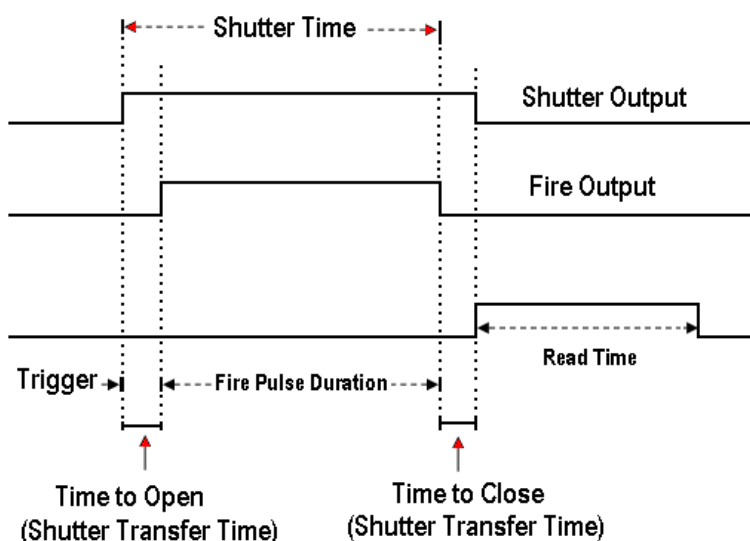 Shutter Time
Shutter Output
Fire Output
Read Time
Trigger
Fire Pulse Duration
Time to Open
(Shutter Transfer Time)
Time to Close
(Shutter Transfer Time)